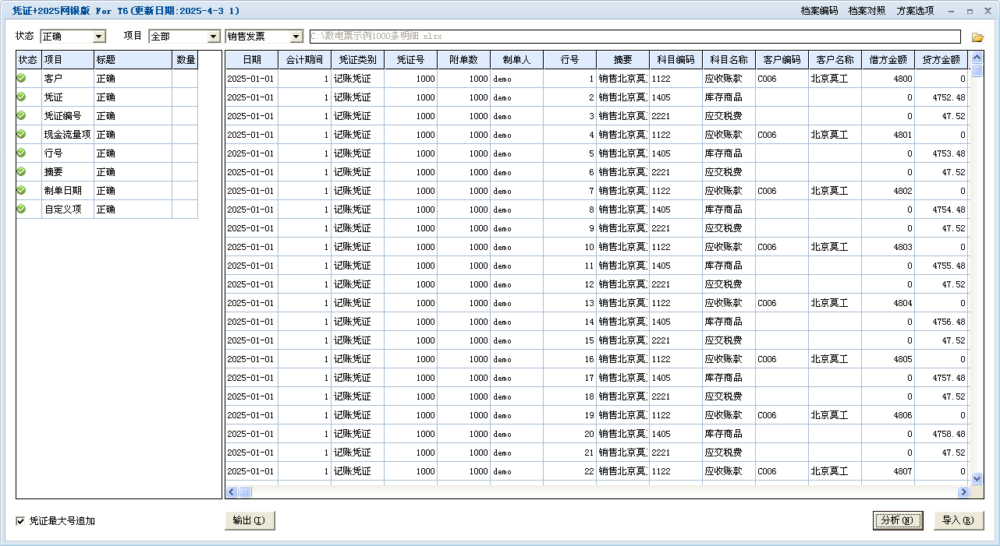 凭证+2025网银版 For T6(更新日期:2025-4-3 1) 档案编码 档案对照 方案选项
状态 正确 项目 全部 销售发票 C:\数电票示例1000条明细.xlsx
状态 项目 标题 数量
客户 正确
凭证 正确
凭证编号 正确
现金流量项 正确
行号 正确
摘要 正确
制单日期 正确
自定义项 正确
日期 会计期间 凭证类别 凭证号 附单数 制单人 行号 摘要 科目编码 科目名称 客户编码 客户名称 借方金额 贷方金额
2025-01-01 1 记账凭证 1000 1000 demo 1 销售北京莫 1122 应收账款 C006 北京莫工 4800 0
2025-01-01 1 记账凭证 1000 1000 demo 2 销售北京莫 1405 库存商品 0 4752.48
2025-01-01 1 记账凭证 1000 1000 demo 3 销售北京莫 2221 应交税费 0 47.52
2025-01-01 1 记账凭证 1000 1000 demo 4 销售北京莫 1122 应收账款 C006 北京莫工 4801 0
2025-01-01 1 记账凭证 1000 1000 demo 5 销售北京莫 1405 库存商品 0 4753.48
2025-01-01 1 记账凭证 1000 1000 demo 6 销售北京莫 2221 应交税费 0 47.52
2025-01-01 1 记账凭证 1000 1000 demo 7 销售北京莫 1122 应收账款 C006 北京莫工 4802 0
2025-01-01 1 记账凭证 1000 1000 demo 8 销售北京莫 1405 库存商品 0 4754.48
2025-01-01 1 记账凭证 1000 1000 demo 9 销售北京莫 2221 应交税费 0 47.52
2025-01-01 1 记账凭证 1000 1000 demo 10 销售北京莫 1122 应收账款 C006 北京莫工 4803 0
2025-01-01 1 记账凭证 1000 1000 demo 11 销售北京莫 1405 库存商品 0 4755.48
2025-01-01 1 记账凭证 1000 1000 demo 12 销售北京莫 2221 应交税费 0 47.52
2025-01-01 1 记账凭证 1000 1000 demo 13 销售北京莫 1122 应收账款 C006 北京莫工 4804 0
2025-01-01 1 记账凭证 1000 1000 demo 14 销售北京莫 1405 库存商品 0 4756.48
2025-01-01 1 记账凭证 1000 1000 demo 15 销售北京莫 2221 应交税费 0 47.52
2025-01-01 1 记账凭证 1000 1000 demo 16 销售北京莫 1122 应收账款 C006 北京莫工 4805 0
2025-01-01 1 记账凭证 1000 1000 demo 17 销售北京莫 1405 库存商品 0 4757.48
2025-01-01 1 记账凭证 1000 1000 demo 18 销售北京莫 2221 应交税费 0 47.52
2025-01-01 1 记账凭证 1000 1000 demo 19 销售北京莫 1122 应收账款 C006 北京莫工 4806 0
2025-01-01 1 记账凭证 1000 1000 demo 20 销售北京莫 1405 库存商品 0 4758.48
2025-01-01 1 记账凭证 1000 1000 demo 21 销售北京莫 2221 应交税费 0 47.52
2025-01-01 1 记账凭证 1000 1000 demo 22 销售北京莫 1122 应收账款 C006 北京莫工 4807 0
凭证最大号追加 输出(I) 分析(N) 导入(R)